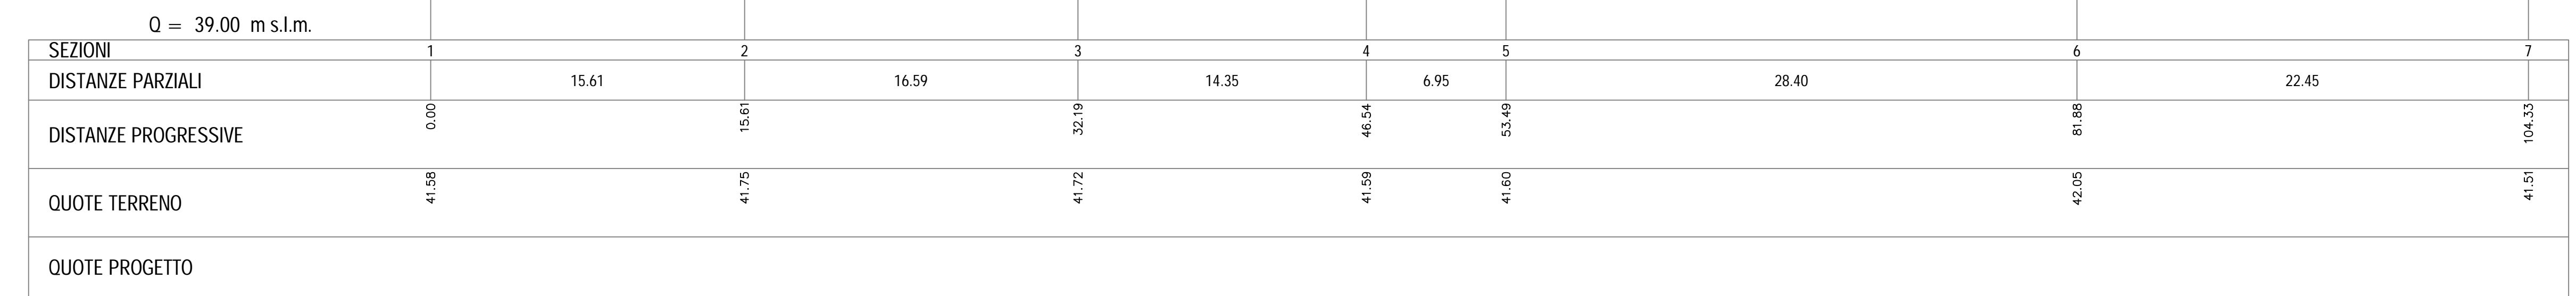 Q = 39.00 m s.l.m.
SEZIONI 1 2 3 4 5 6 7
DISTANZE PARZIALI 15.61 16.59 14.35 6.95 28.40 22.45
DISTANZE PROGRESSIVE 0.00 15.61 32.19 46.54 53.49 81.88 104.33
QUOTE TERRENO 41.58 41.75 41.72 41.59 41.60 42.05 41.51
QUOTE PROGETTO